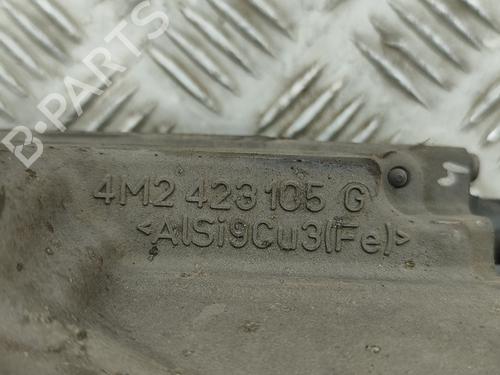 B-PARTS
4M2 423 105 G
<AlSi9Cu3(Fe)>